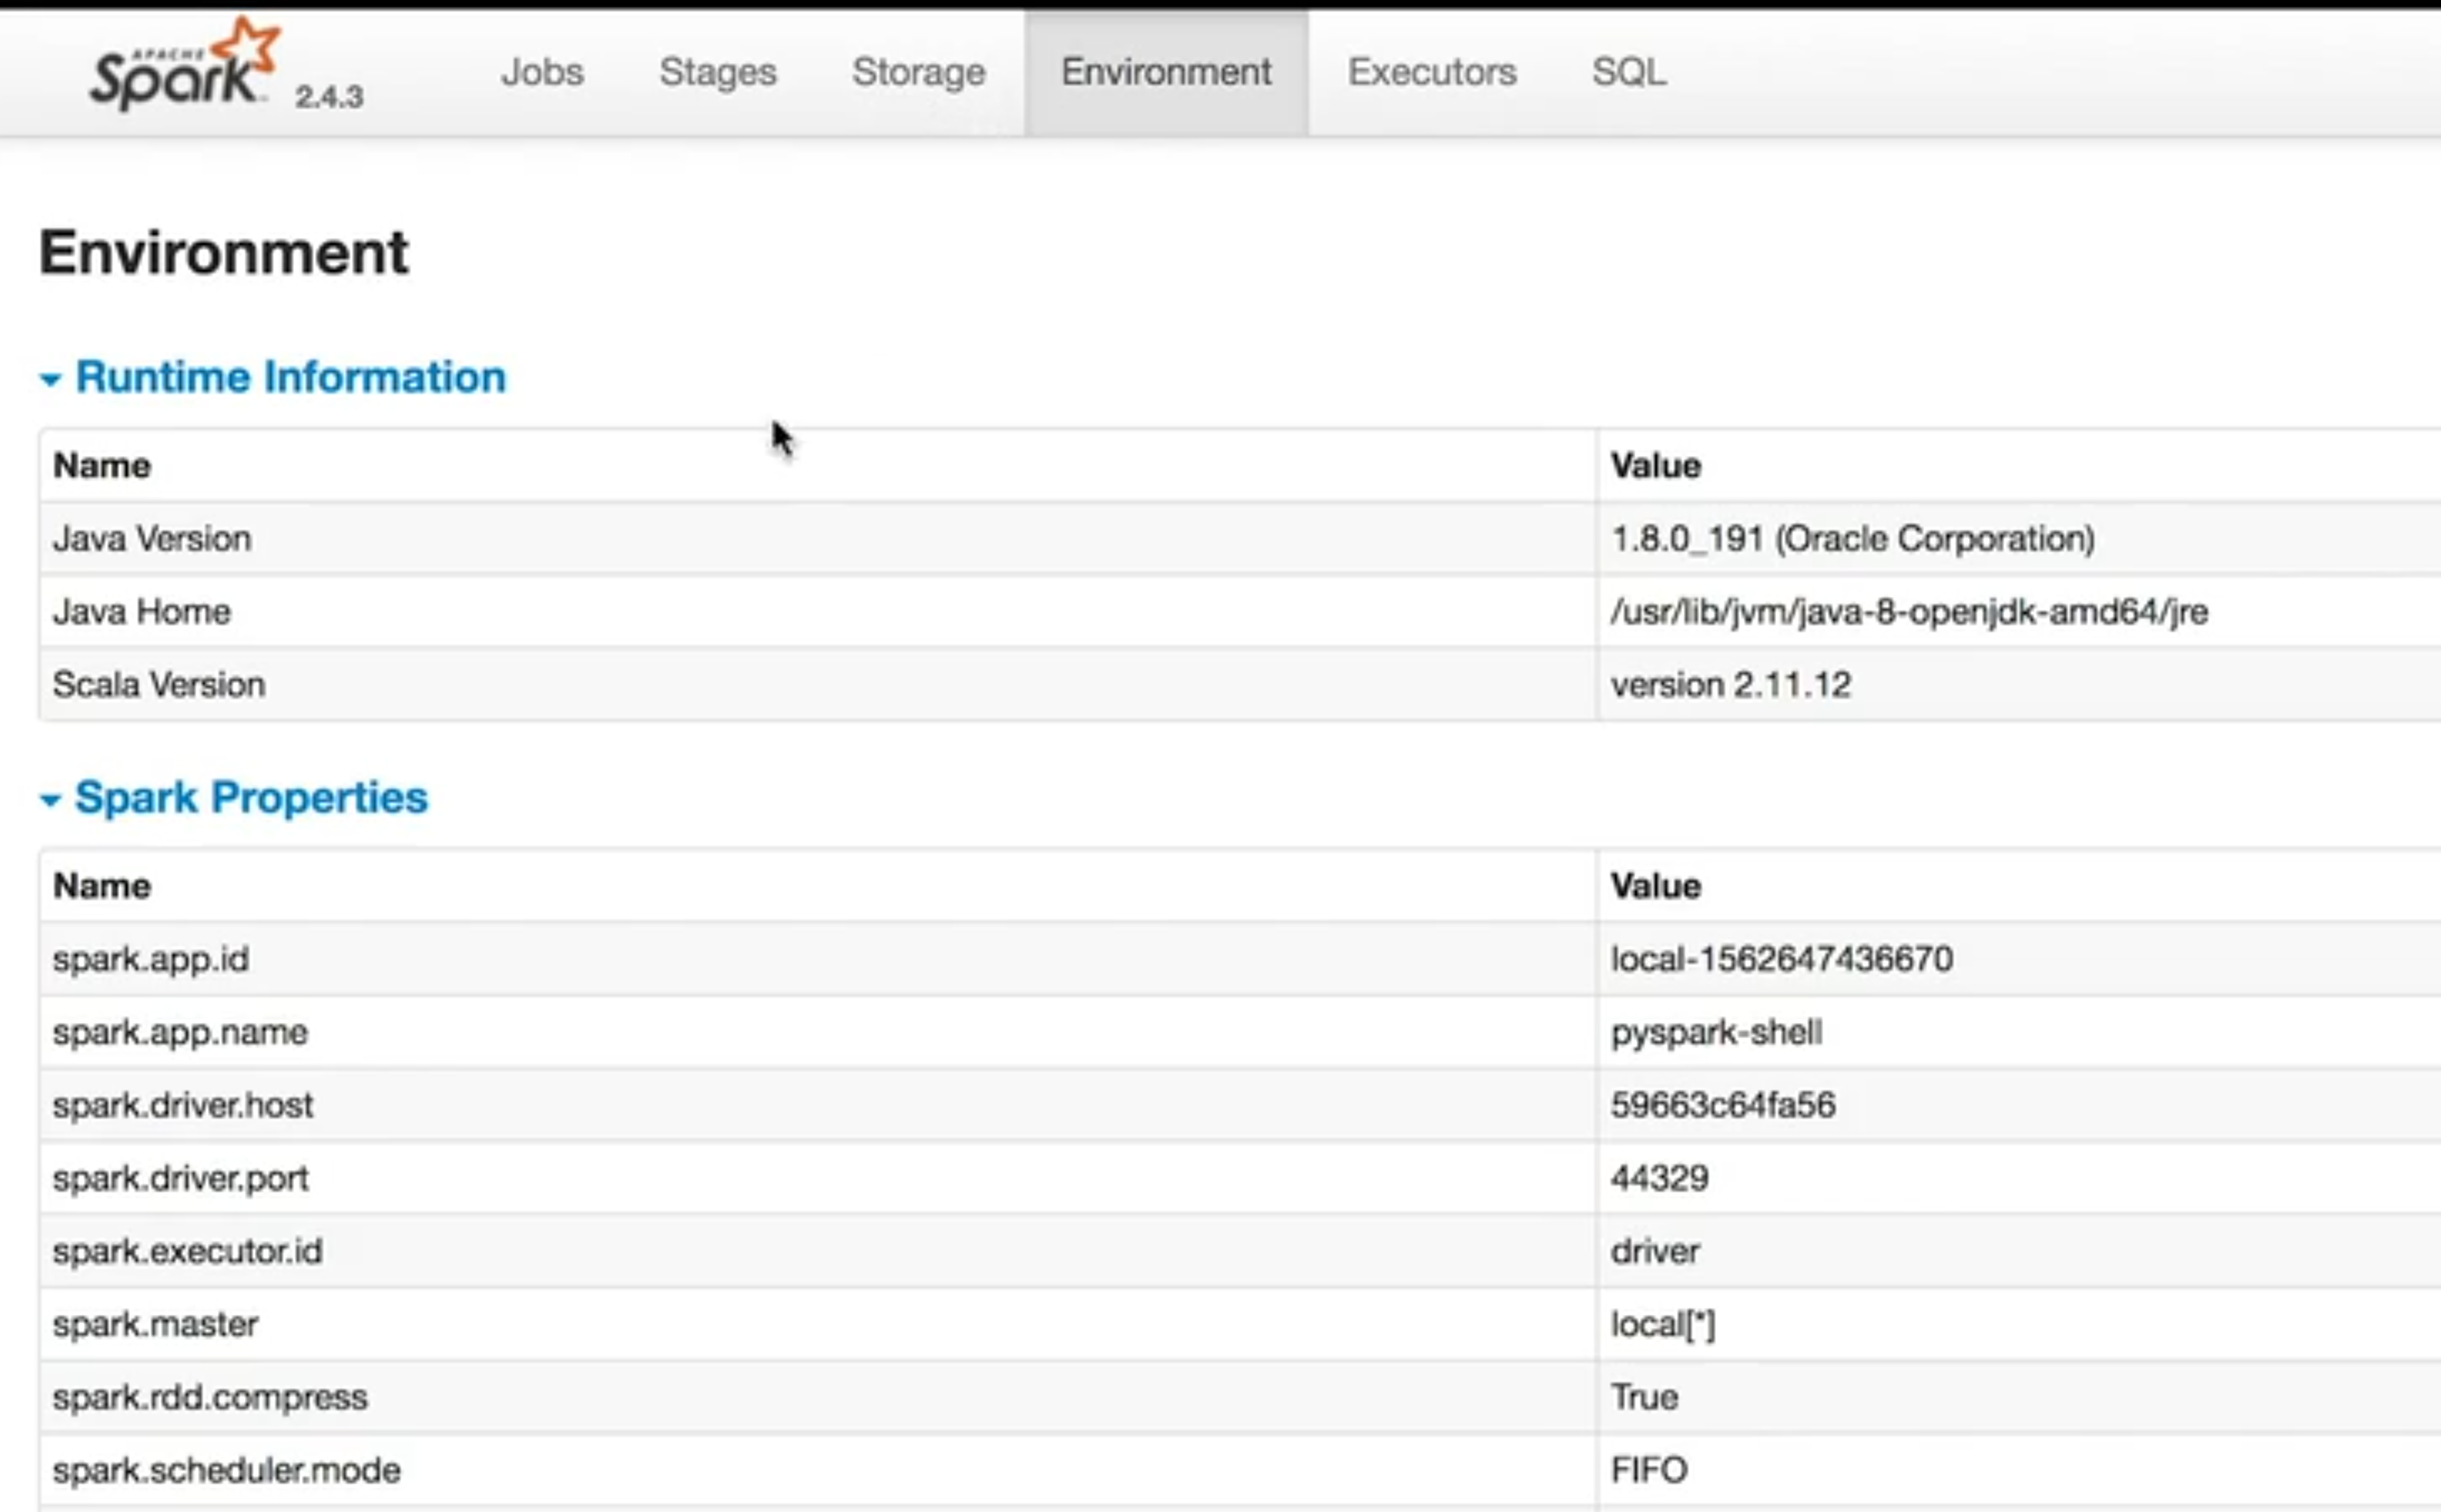 APACHE
Spark 2.4.3 Jobs Stages Storage Environment Executors SQL
Environment
Runtime Information
Name Value
Java Version 1.8.0_191 (Oracle Corporation)
Java Home /usr/lib/jvm/java-8-openjdk-amd64/jre
Scala Version version 2.11.12
Spark Properties
Name Value
spark.app.id local-1562647436670
spark.app.name pyspark-shell
spark.driver.host 59663c64fa56
spark.driver.port 44329
spark.executor.id driver
spark.master local[*]
spark.rdd.compress True
spark.scheduler.mode FIFO